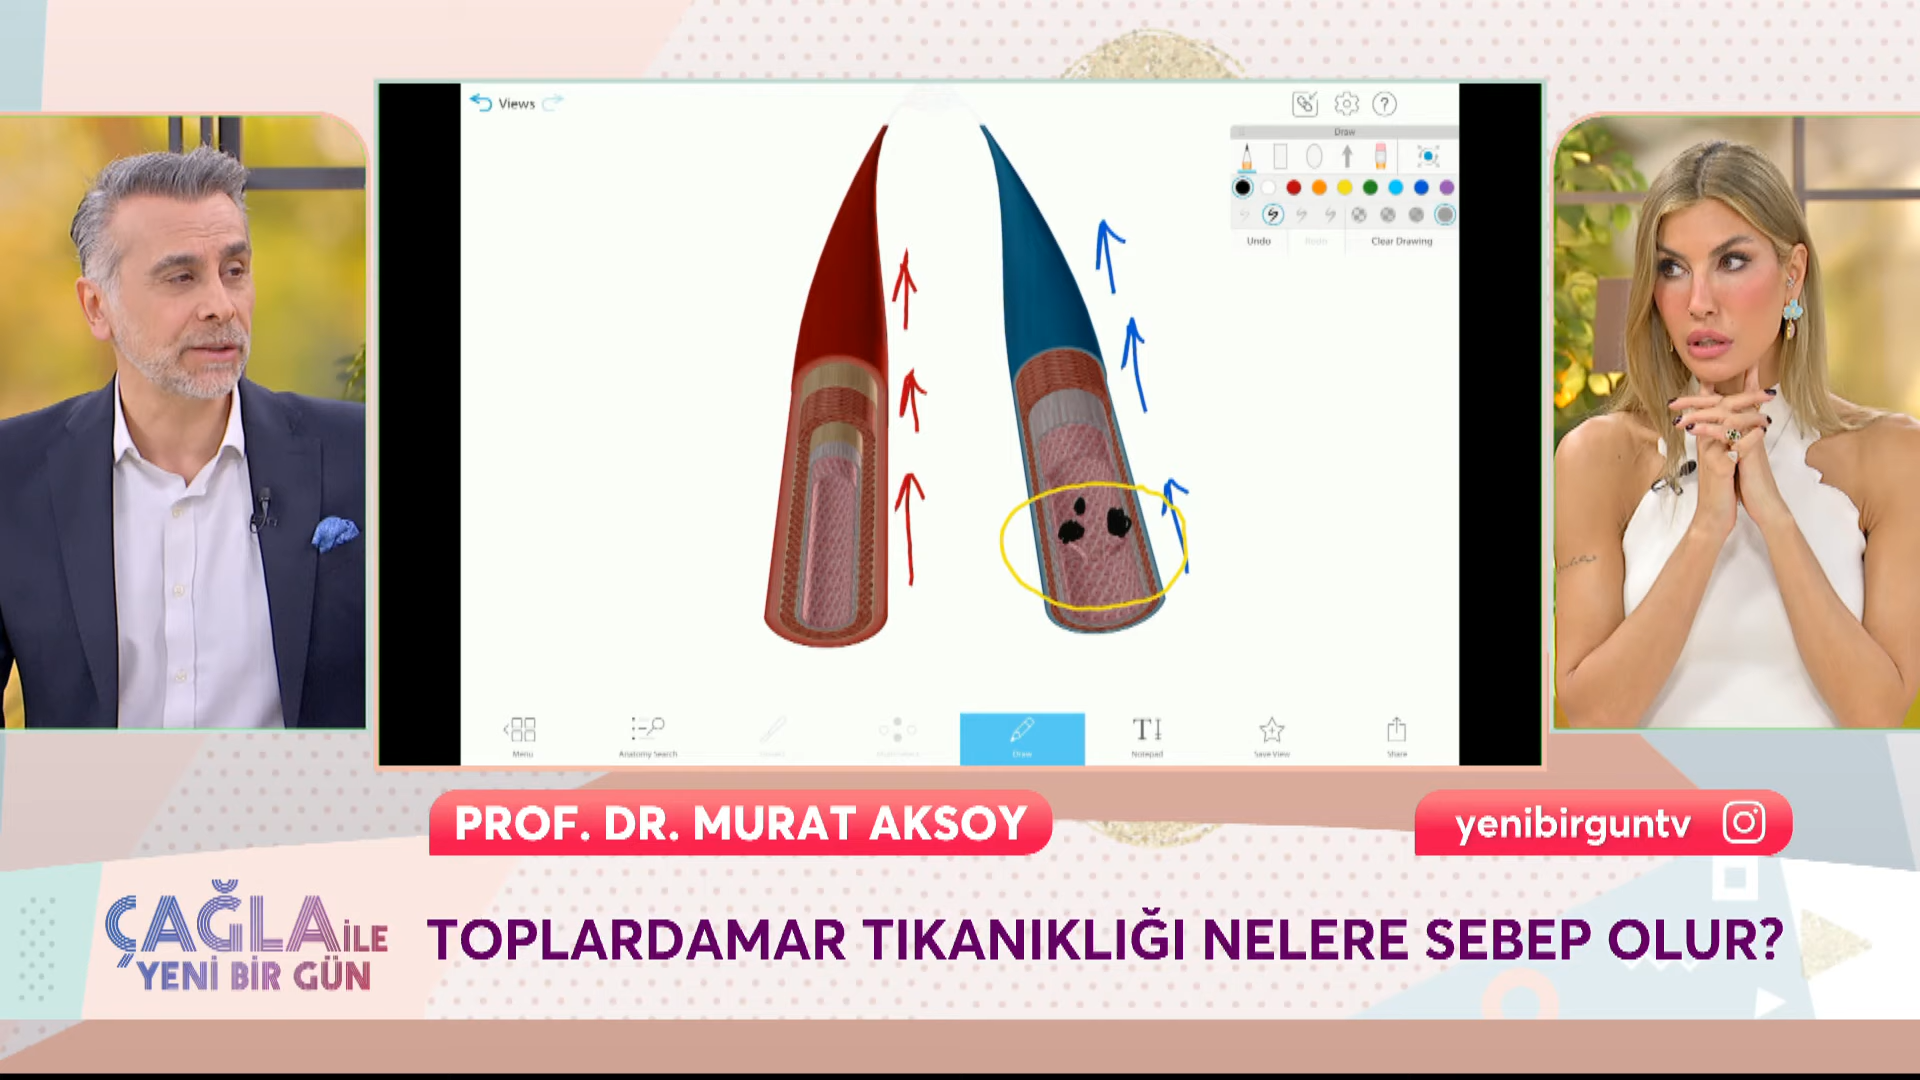 Views
Draw
Undo
Redo
Clear Drawing
Menu
Anatomy Search
Draw
Notepad
Save View
Share
PROF. DR. MURAT AKSOY
yenibirguntv
ÇAĞLA İLE
YENİ BİR GÜN
TOPLARDAMAR TIKANIKLIĞI NELERE SEBEP OLUR?